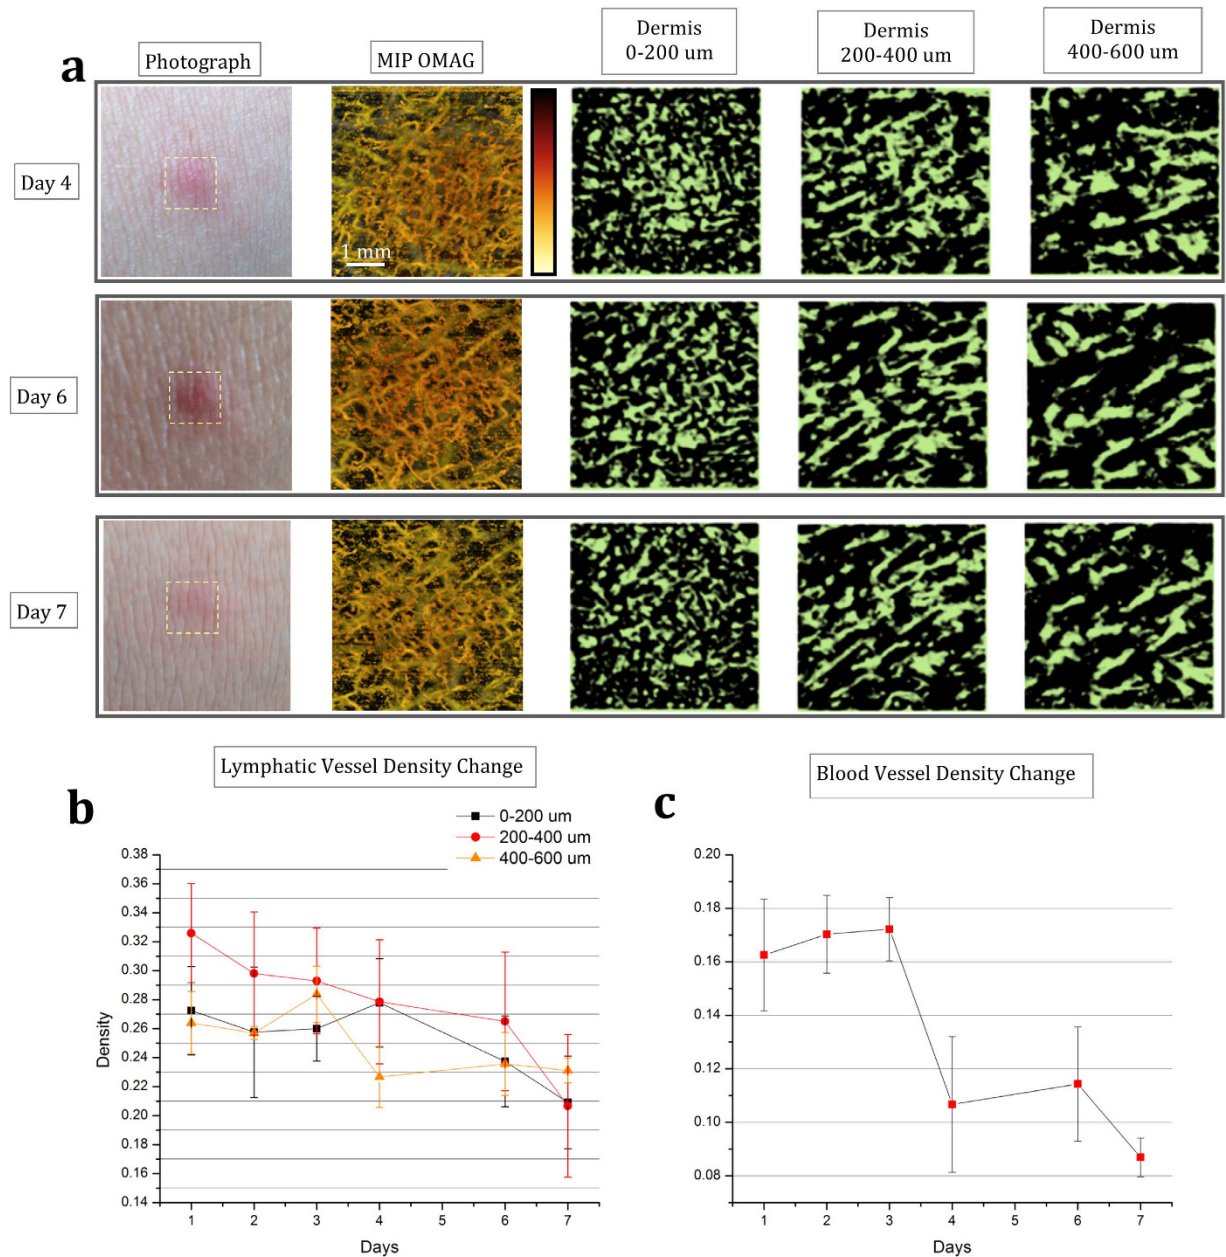 a
Photograph
MIP OMAG
Dermis
0-200 um
Dermis
200-400 um
Dermis
400-600 um
Day 4
1 mm
Day 6
Day 7
Lymphatic Vessel Density Change
b
0-200 um
200-400 um
400-600 um
0.38
0.36
0.34
0.32
0.30
0.28
0.26
0.24
0.22
0.20
0.18
0.16
0.14
Density
1 2 3 4 5 6 7
Days
Blood Vessel Density Change
c
0.20
0.18
0.16
0.14
0.12
0.10
0.08
1 2 3 4 5 6 7
Days